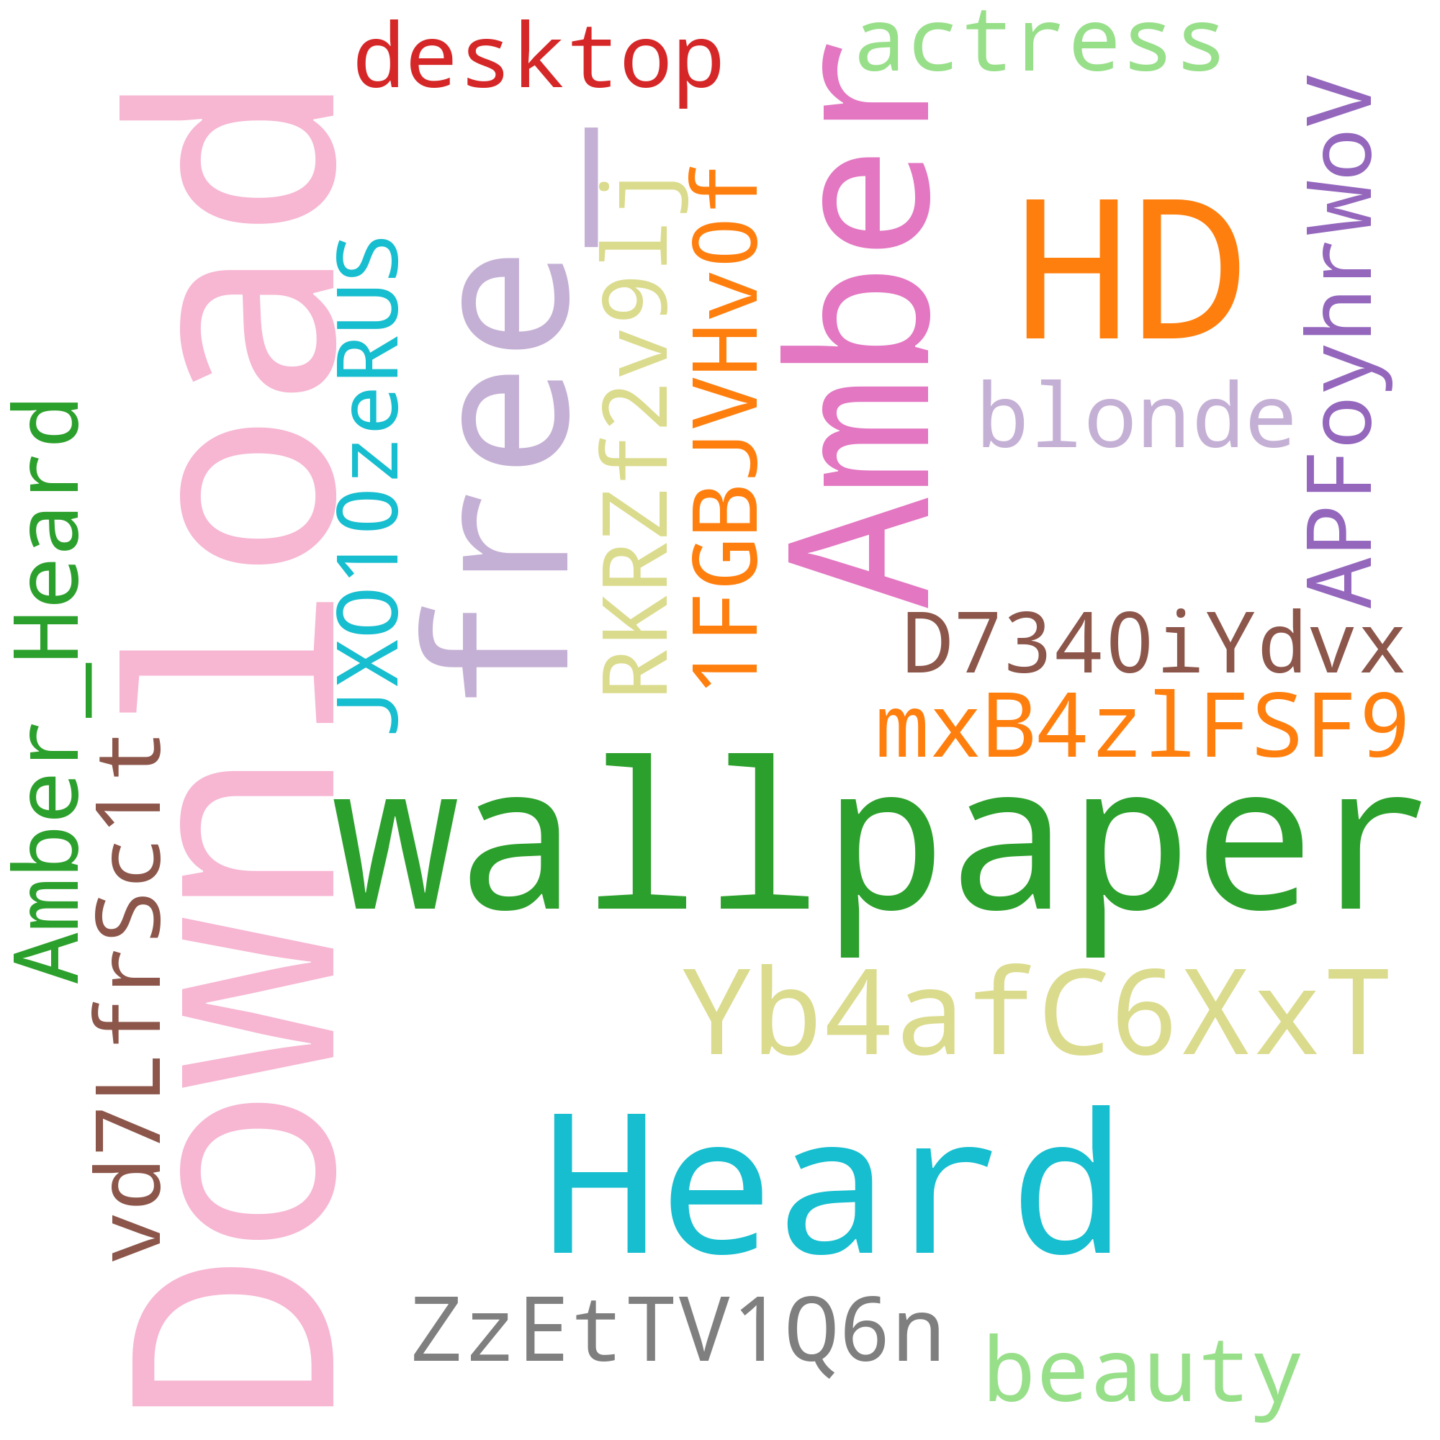 desktop
actress
Download
Amber_Heard
vd7LfrSc1t
JX010zeRUS
free_
RKRZf2v9lj
1FGBJVHv0f
Amber
HD
APFoyhrWoV
blonde
D7340iYdvx
mxB4zlFSF9
wallpaper
Yb4afC6XxT
Heard
ZzEtTV1Q6n
beauty